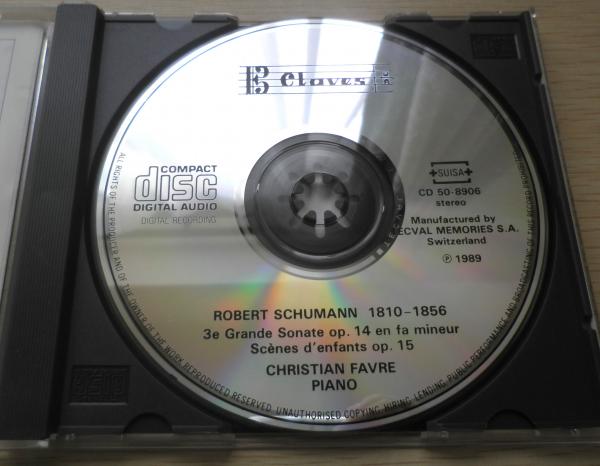 Claves
COMPACT
disc
DIGITAL AUDIO
DIGITAL RECORDING
SUISA
CD 50-8906
stereo
Manufactured by
ECVAL MEMORIES S.A.
Switzerland
℗ 1989
ROBERT SCHUMANN 1810–1856
3e Grande Sonate op. 14 en fa mineur
Scènes d'enfants op. 15
CHRISTIAN FAVRE
PIANO
ALL RIGHTS OF THE PRODUCER AND OF THE OWNER OF THE WORK REPRODUCED RESERVED. UNAUTHORISED COPYING, HIRING, LENDING, PUBLIC PERFORMANCE AND BROADCASTING OF THIS RECORD PROHIBITED